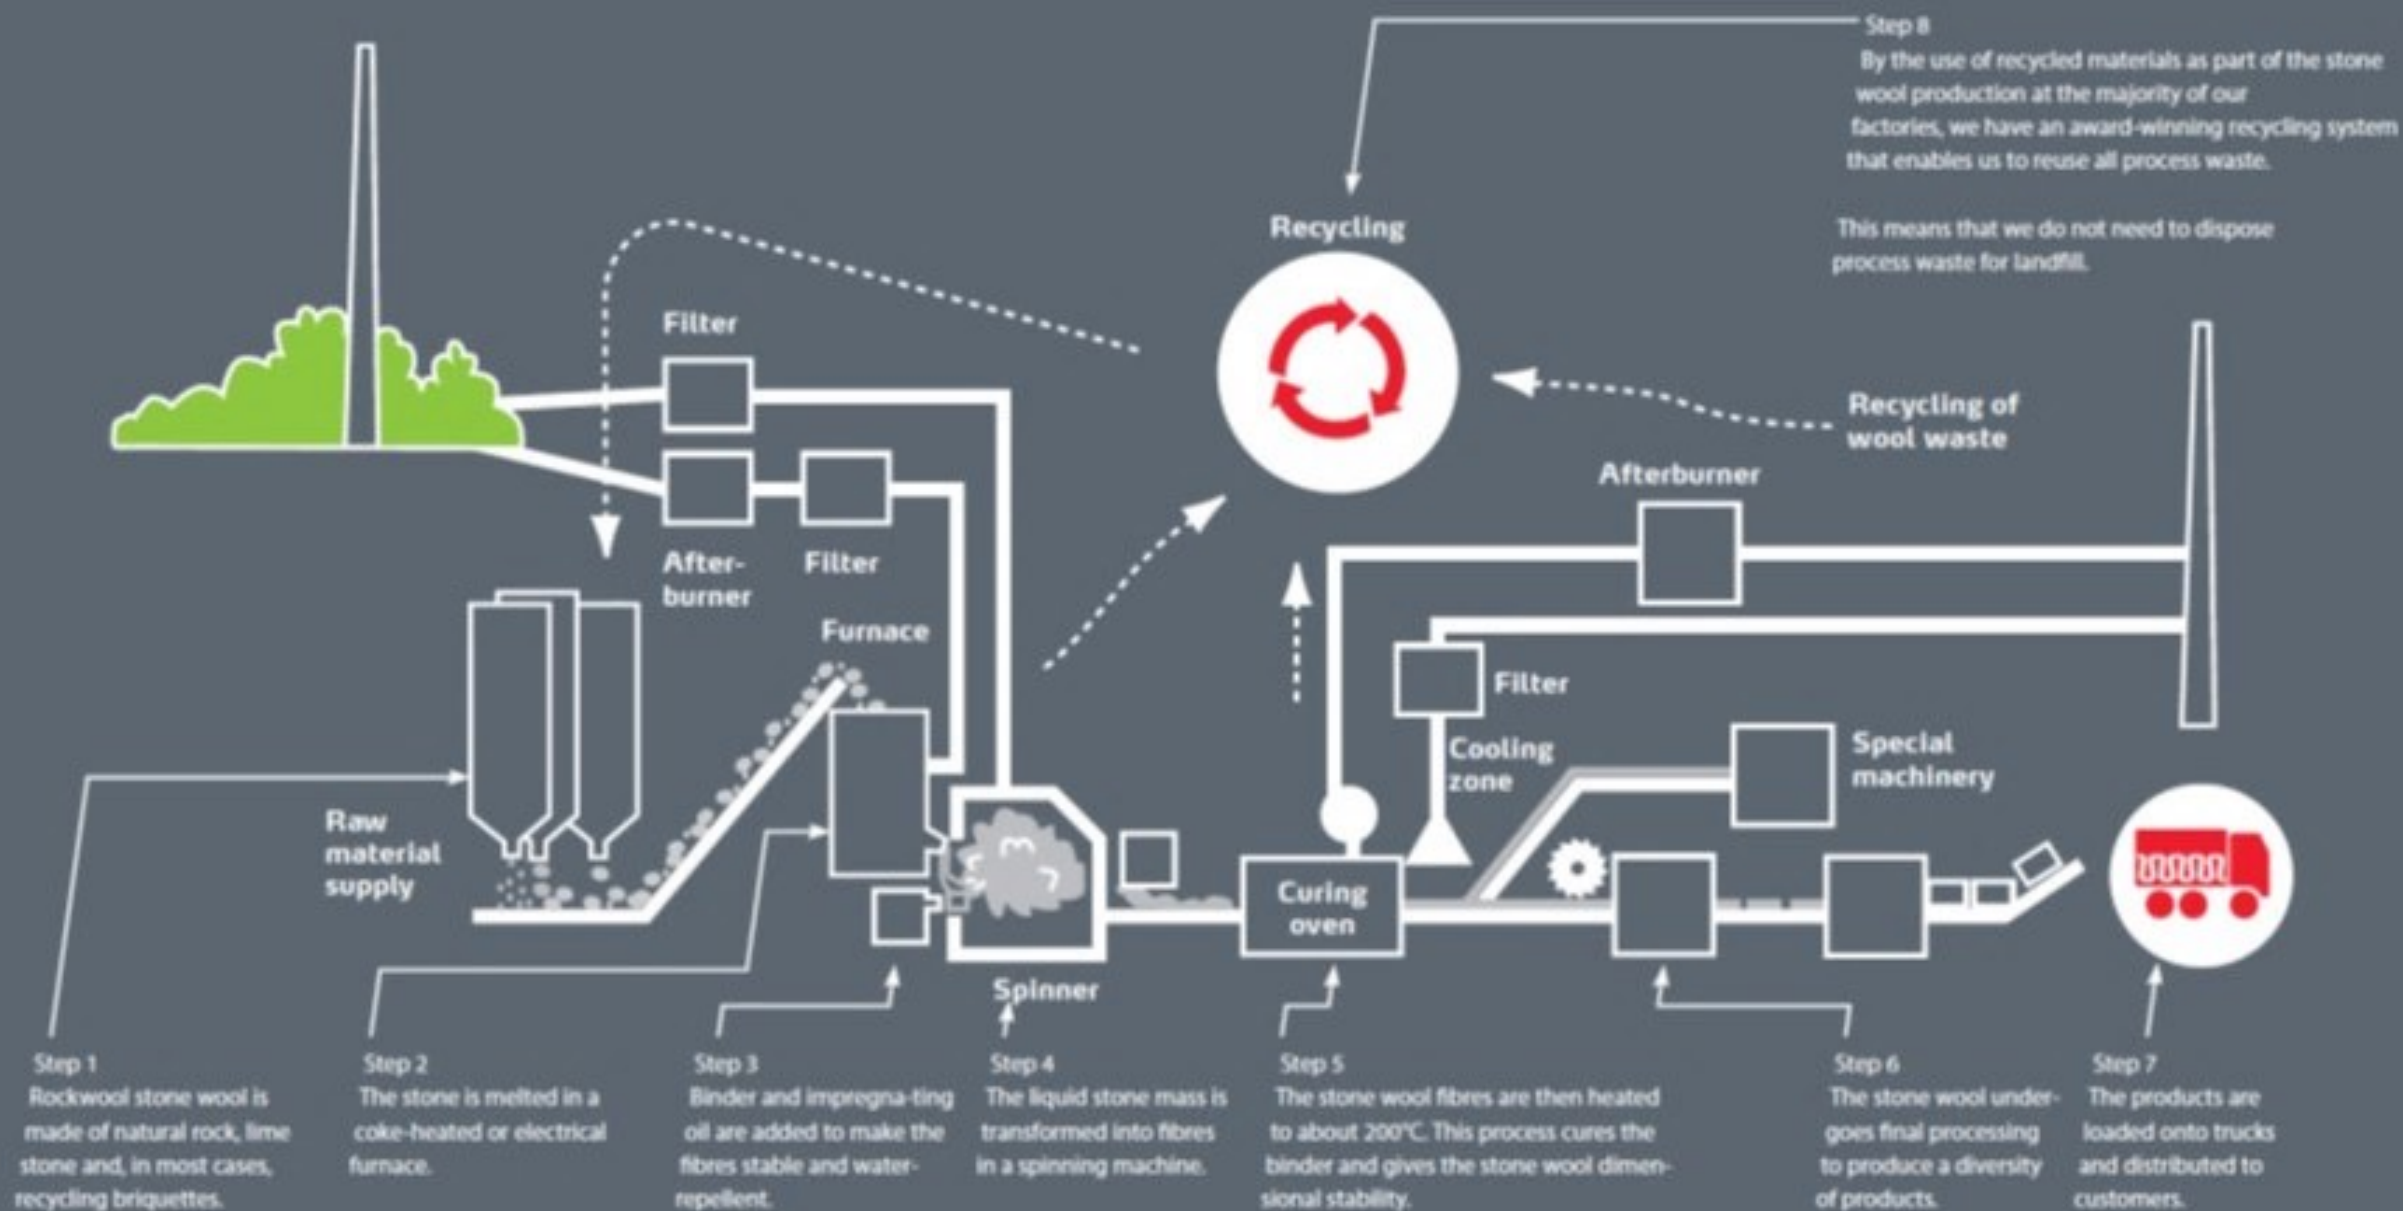 Step 8
By the use of recycled materials as part of the stone
wool production at the majority of our
factories, we have an award-winning recycling system
that enables us to reuse all process waste.
This means that we do not need to dispose
process waste for landfill.
Recycling
Filter
Recycling of
wool waste
Afterburner
After-
burner
Filter
Furnace
Filter
Cooling
zone
Special
machinery
Raw
material
supply
Curing
oven
Spinner
Step 1
Rockwool stone wool is
made of natural rock, lime
stone and, in most cases,
recycling briquettes.
Step 2
The stone is melted in a
coke-heated or electrical
furnace.
Step 3
Binder and impregna-ting
oil are added to make the
fibres stable and water-
repellent.
Step 4
The liquid stone mass is
transformed into fibres
in a spinning machine.
Step 5
The stone wool fibres are then heated
to about 200°C. This process cures the
binder and gives the stone wool dimen-
sional stability.
Step 6
The stone wool under-
goes final processing
to produce a diversity
of products.
Step 7
The products are
loaded onto trucks
and distributed to
customers.